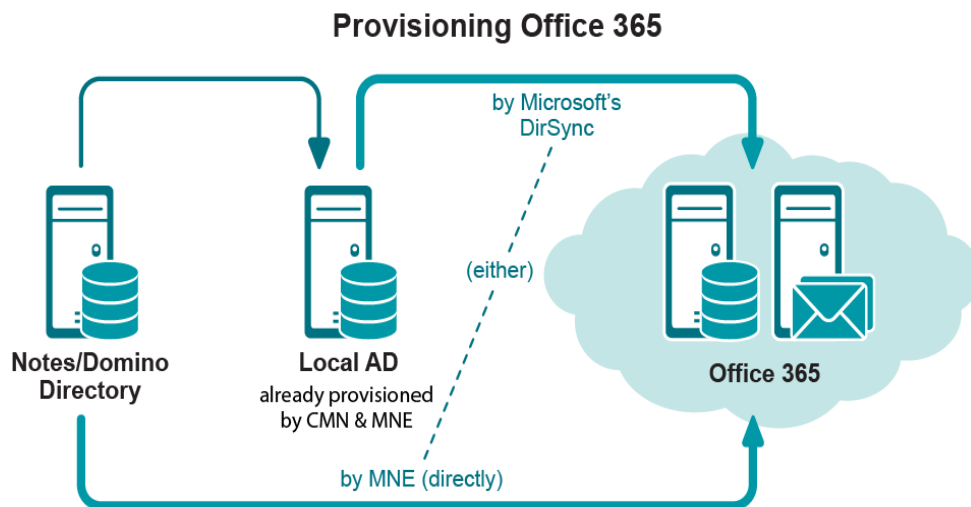 Provisioning Office 365
by Microsoft’s
DirSync
(either)
Notes/Domino
Directory
Local AD
already provisioned
by CMN & MNE
Office 365
by MNE (directly)